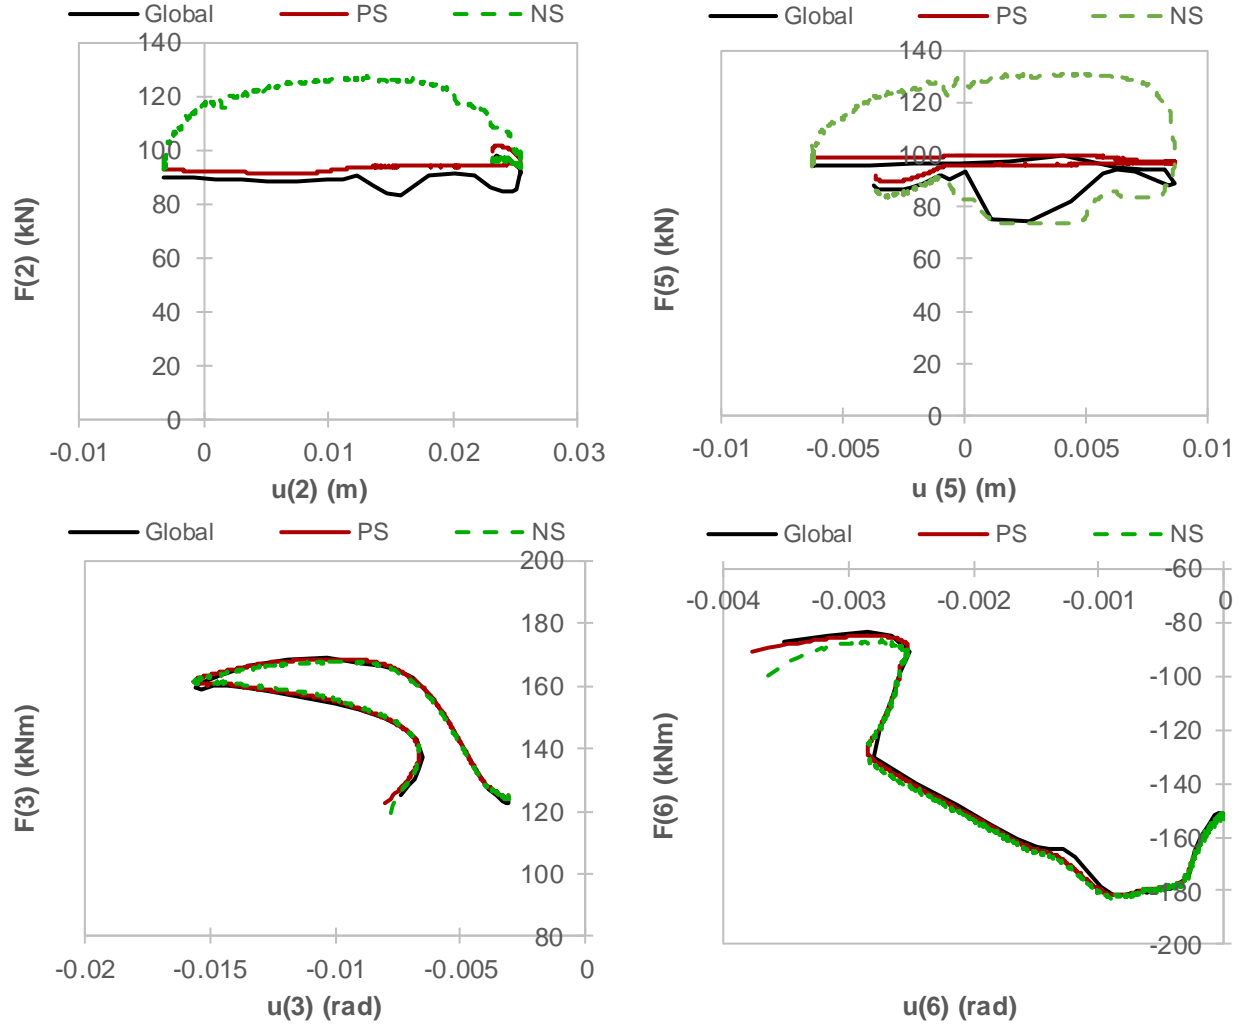 Global PS NS
140
120
100
80
60
40
20
0
-0.01 0 0.01 0.02 0.03
F(2) (kN)
u(2) (m)
Global PS NS
140
120
100
80
60
40
20
0
-0.01 -0.005 0 0.005 0.01
F(5) (kN)
u (5) (m)
Global PS NS
200
180
160
140
120
100
80
-0.02 -0.015 -0.01 -0.005 0
F(3) (kNm)
u(3) (rad)
Global PS NS
-60
-0.004 -0.003 -0.002 -0.001 0
-80
-100
-120
-140
-160
-180
-200
F(6) (kNm)
u(6) (rad)